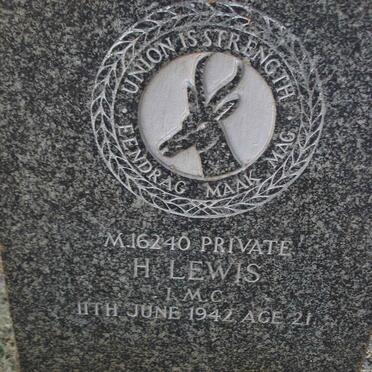 UNION IS STRENGTH
EENDRAG MAAK MAG
M.16240 PRIVATE
H. LEWIS
I.M.C.
11TH JUNE 1942 AGE 21